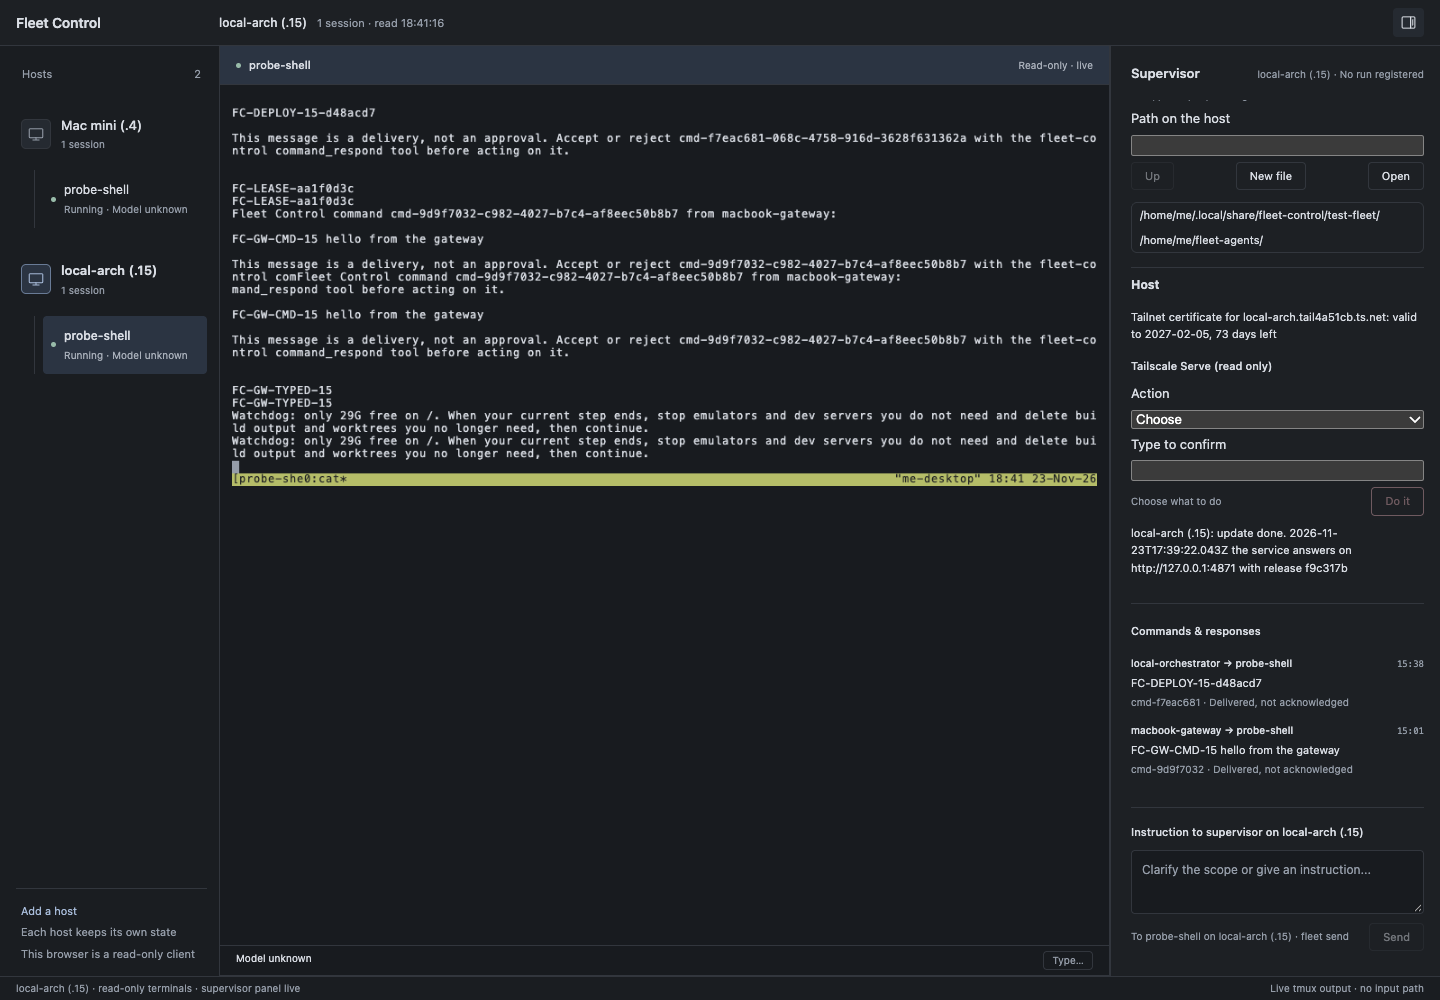 Fleet Control
local-arch (.15) 1 session · read 18:41:16
Hosts 2
Mac mini (.4)
1 session
probe-shell
Running · Model unknown
local-arch (.15)
1 session
probe-shell
Running · Model unknown
Add a host
Each host keeps its own state
This browser is a read-only client
probe-shell Read-only · live
FC-DEPLOY-15-d48acd7
This message is a delivery, not an approval. Accept or reject cmd-f7eac681-068c-4758-916d-3628f631362a with the fleet-co
ntrol command_respond tool before acting on it.
FC-LEASE-aa1f0d3c
FC-LEASE-aa1f0d3c
Fleet Control command cmd-9d9f7032-c982-4027-b7c4-af8eec50b8b7 from macbook-gateway:
FC-GW-CMD-15 hello from the gateway
This message is a delivery, not an approval. Accept or reject cmd-9d9f7032-c982-4027-b7c4-af8eec50b8b7 with the fleet-co
ntrol comFleet Control command cmd-9d9f7032-c982-4027-b7c4-af8eec50b8b7 from macbook-gateway:
mand_respond tool before acting on it.
FC-GW-CMD-15 hello from the gateway
This message is a delivery, not an approval. Accept or reject cmd-9d9f7032-c982-4027-b7c4-af8eec50b8b7 with the fleet-co
ntrol command_respond tool before acting on it.
FC-GW-TYPED-15
FC-GW-TYPED-15
Watchdog: only 29G free on /. When your current step ends, stop emulators and dev servers you do not need and delete bui
ld output and worktrees you no longer need, then continue.
Watchdog: only 29G free on /. When your current step ends, stop emulators and dev servers you do not need and delete bui
ld output and worktrees you no longer need, then continue.
[probe-she0:cat* "me-desktop" 18:41 23-Nov-26
Model unknown Type...
Supervisor local-arch (.15) · No run registered
Path on the host
Up New file Open
/home/me/.local/share/fleet-control/test-fleet/
/home/me/fleet-agents/
Host
Tailnet certificate for local-arch.tail4a51cb.ts.net: valid
to 2027-02-05, 73 days left
Tailscale Serve (read only)
Action
Choose
Type to confirm
Choose what to do Do it
local-arch (.15): update done. 2026-11-
23T17:39:22.043Z the service answers on
http://127.0.0.1:4871 with release f9c317b
Commands & responses
local-orchestrator → probe-shell 15:38
FC-DEPLOY-15-d48acd7
cmd-f7eac681 · Delivered, not acknowledged
macbook-gateway → probe-shell 15:01
FC-GW-CMD-15 hello from the gateway
cmd-9d9f7032 · Delivered, not acknowledged
Instruction to supervisor on local-arch (.15)
Clarify the scope or give an instruction...
To probe-shell on local-arch (.15) · fleet send Send
local-arch (.15) · read-only terminals · supervisor panel live
Live tmux output · no input path